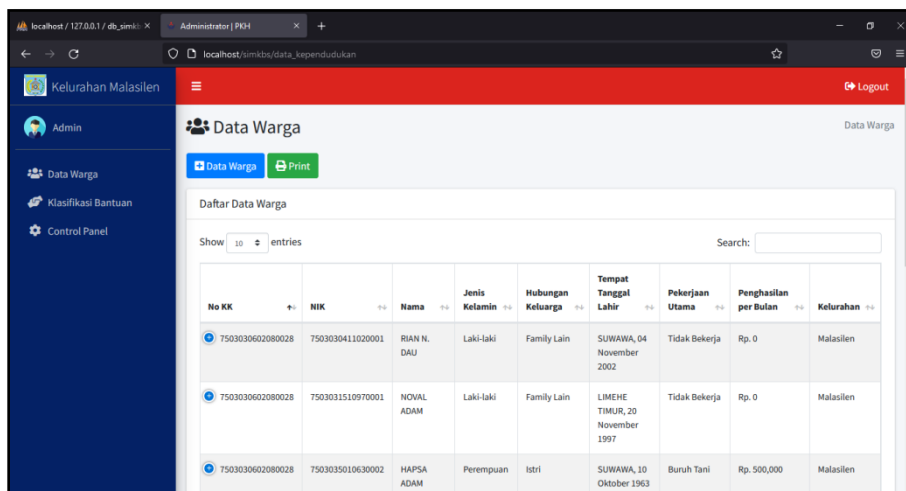 localhost / 127.0.0.1 / db_simkb
Administrator | PKH
localhost/simkbs/data_kependudukan
Kelurahan Malasilen
Logout
Admin
Data Warga
Data Warga
Data Warga
Klasifikasi Bantuan
Control Panel
Data Warga
Print
Daftar Data Warga
Show 10 entries
Search:
No KK NIK Nama Jenis Kelamin Hubungan Keluarga Tempat Tanggal Lahir Pekerjaan Utama Penghasilan per Bulan Kelurahan
7503030602080028 7503030411020001 RIAN N. DAU Laki-laki Family Lain SUWAWA, 04 November 2002 Tidak Bekerja Rp. 0 Malasilen
7503030602080028 7503031510970001 NOVAL ADAM Laki-laki Family Lain LIMEHE TIMUR, 20 November 1997 Tidak Bekerja Rp. 0 Malasilen
7503030602080028 7503035010630002 HAPSA ADAM Perempuan Istri SUWAWA, 10 Oktober 1963 Buruh Tani Rp. 500,000 Malasilen